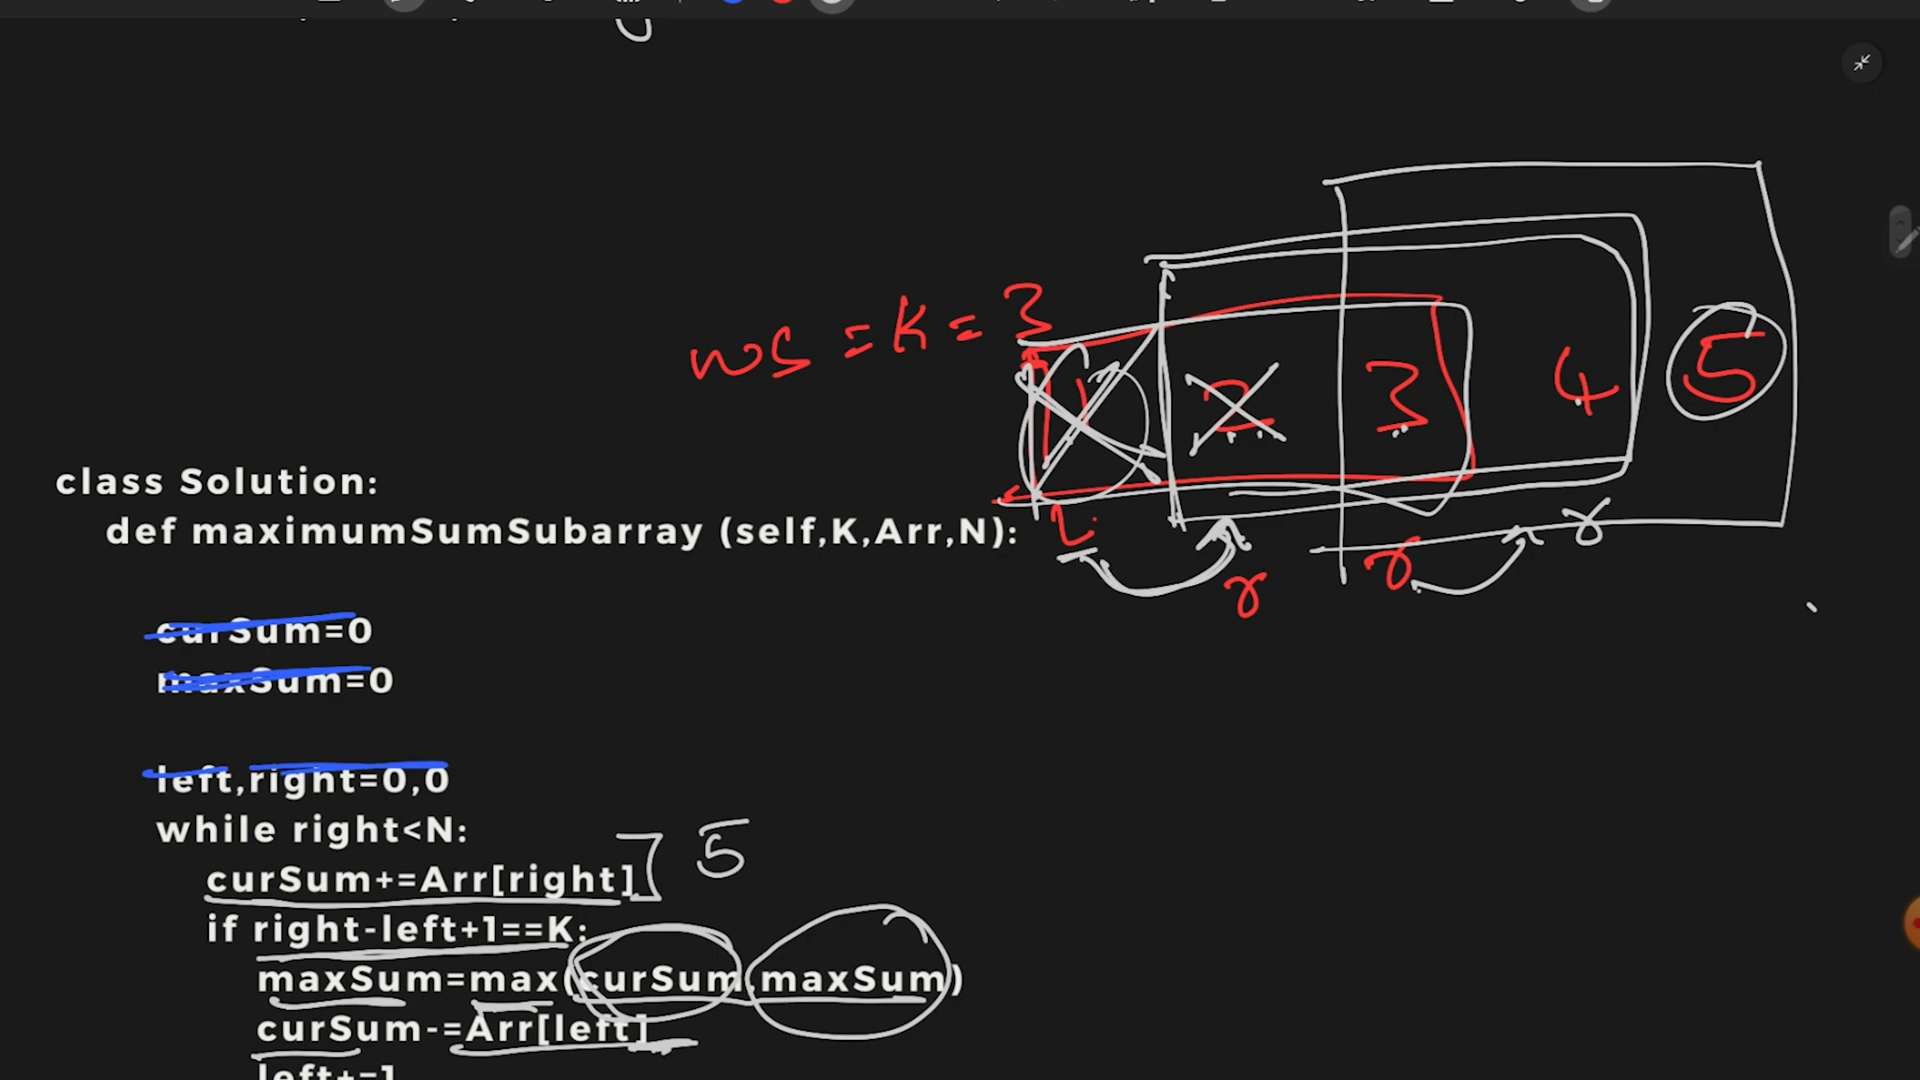 ws = K = 3
1 2 3 4 5
class Solution:
def maximumSumSubarray (self,K,Arr,N):
L r r r
curSum=0
maxSum=0
left,right=0,0
while right<N:
curSum+=Arr[right] 5
if right-left+1==K:
maxSum=max(curSum,maxSum)
curSum-=Arr[left]
left+=1